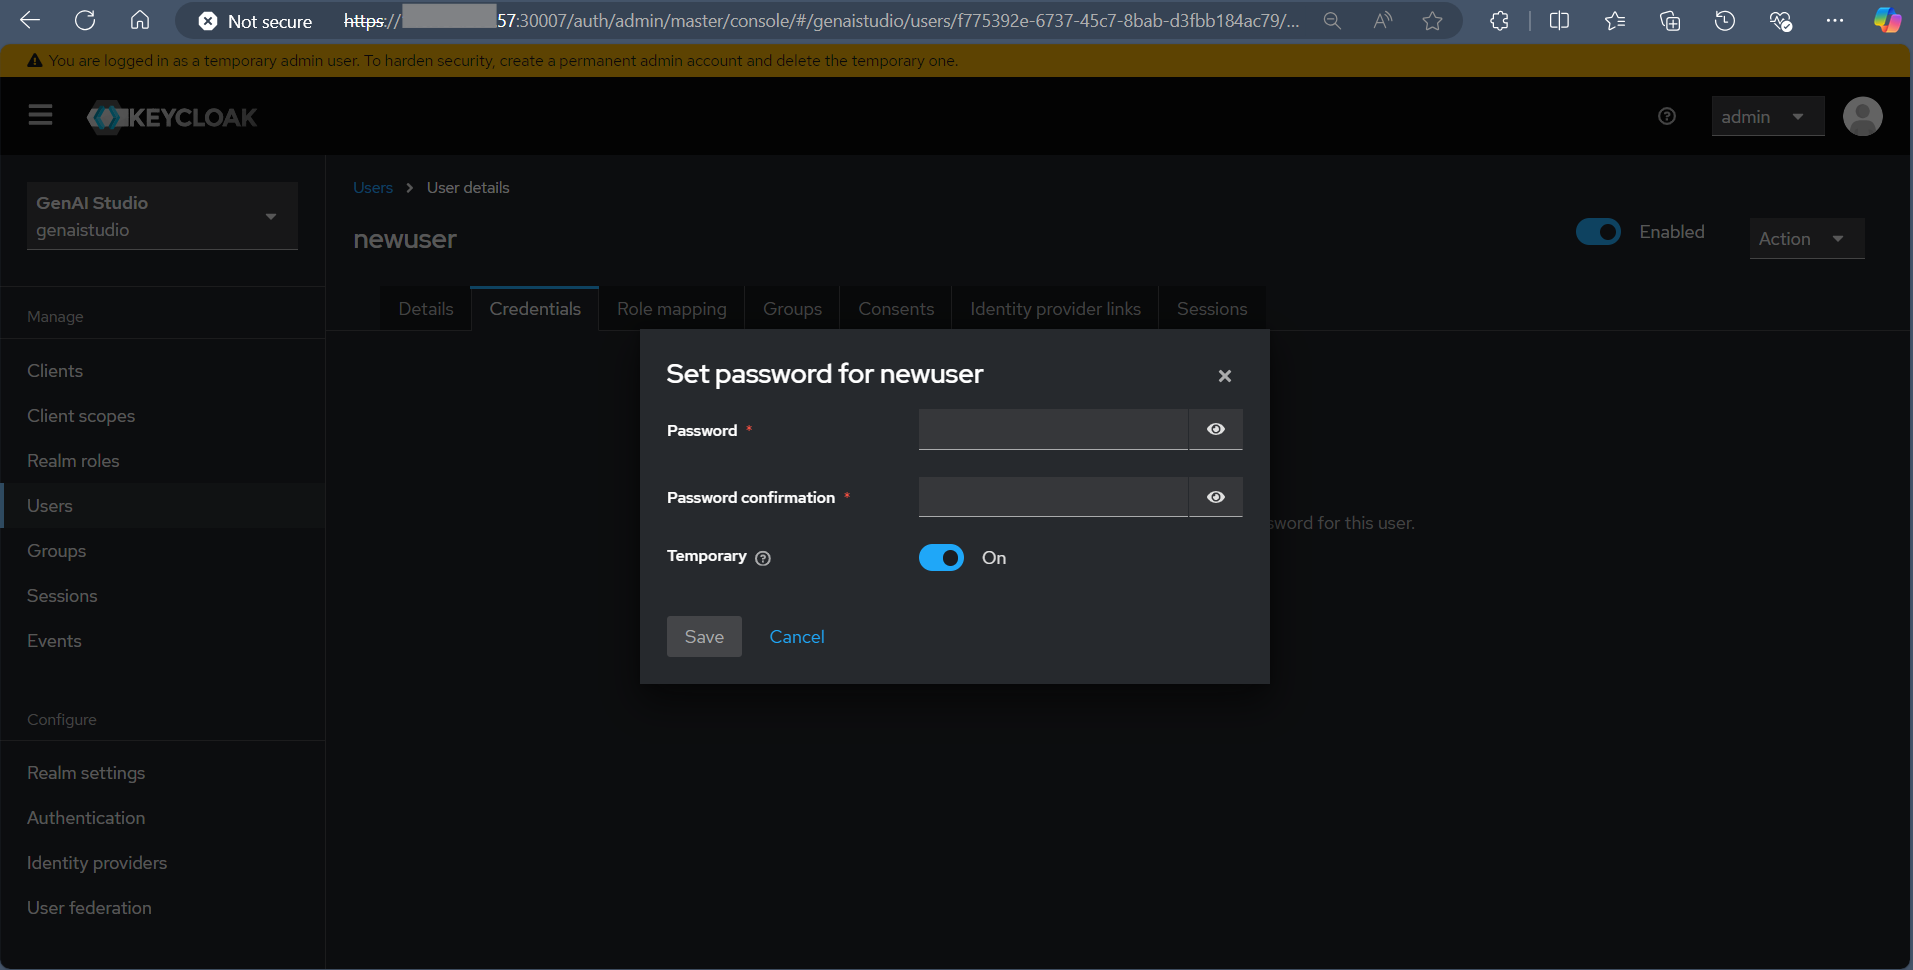 Not secure
https:// 57:30007/auth/admin/master/console/#/genaistudio/users/f775392e-6737-45c7-8bab-d3fbb184ac79/...
You are logged in as a temporary admin user. To harden security, create a permanent admin account and delete the temporary one.
KEYCLOAK
admin
GenAI Studio
genaistudio
Manage
Clients
Client scopes
Realm roles
Users
Groups
Sessions
Events
Configure
Realm settings
Authentication
Identity providers
User federation
Users > User details
newuser
Enabled
Action
Details Credentials Role mapping Groups Consents Identity provider links Sessions
sword for this user.
Set password for newuser
Password *
Password confirmation *
Temporary
On
Save Cancel